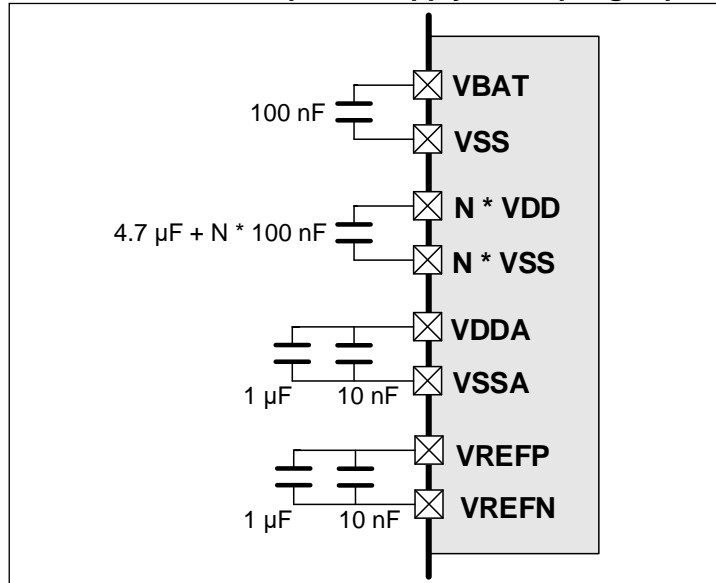 VBAT
100 nF
VSS
N * VDD
4.7 µF + N * 100 nF
N * VSS
VDDA
VSSA
1 µF 10 nF
VREFP
VREFN
1 µF 10 nF